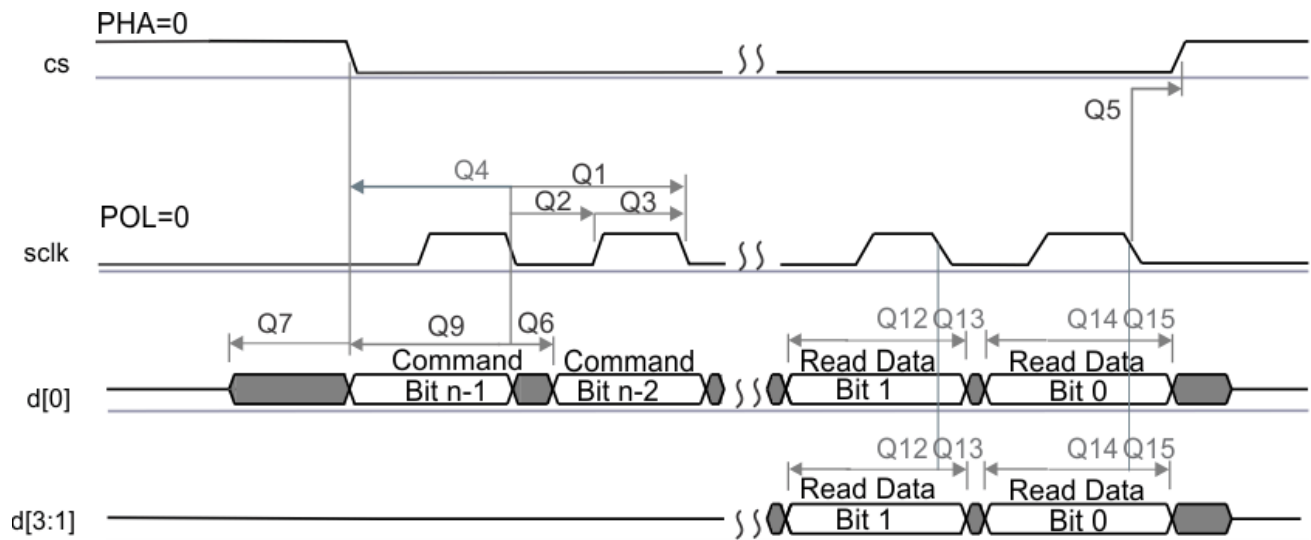 PHA=0
cs
Q5
Q4 Q1
Q2 Q3
POL=0
sclk
Q7 Q9 Q6 Q12 Q13 Q14 Q15
Command Command Read Data Read Data
d[0] Bit n-1 Bit n-2 Bit 1 Bit 0
Q12 Q13 Q14 Q15
Read Data Read Data
d[3:1] Bit 1 Bit 0